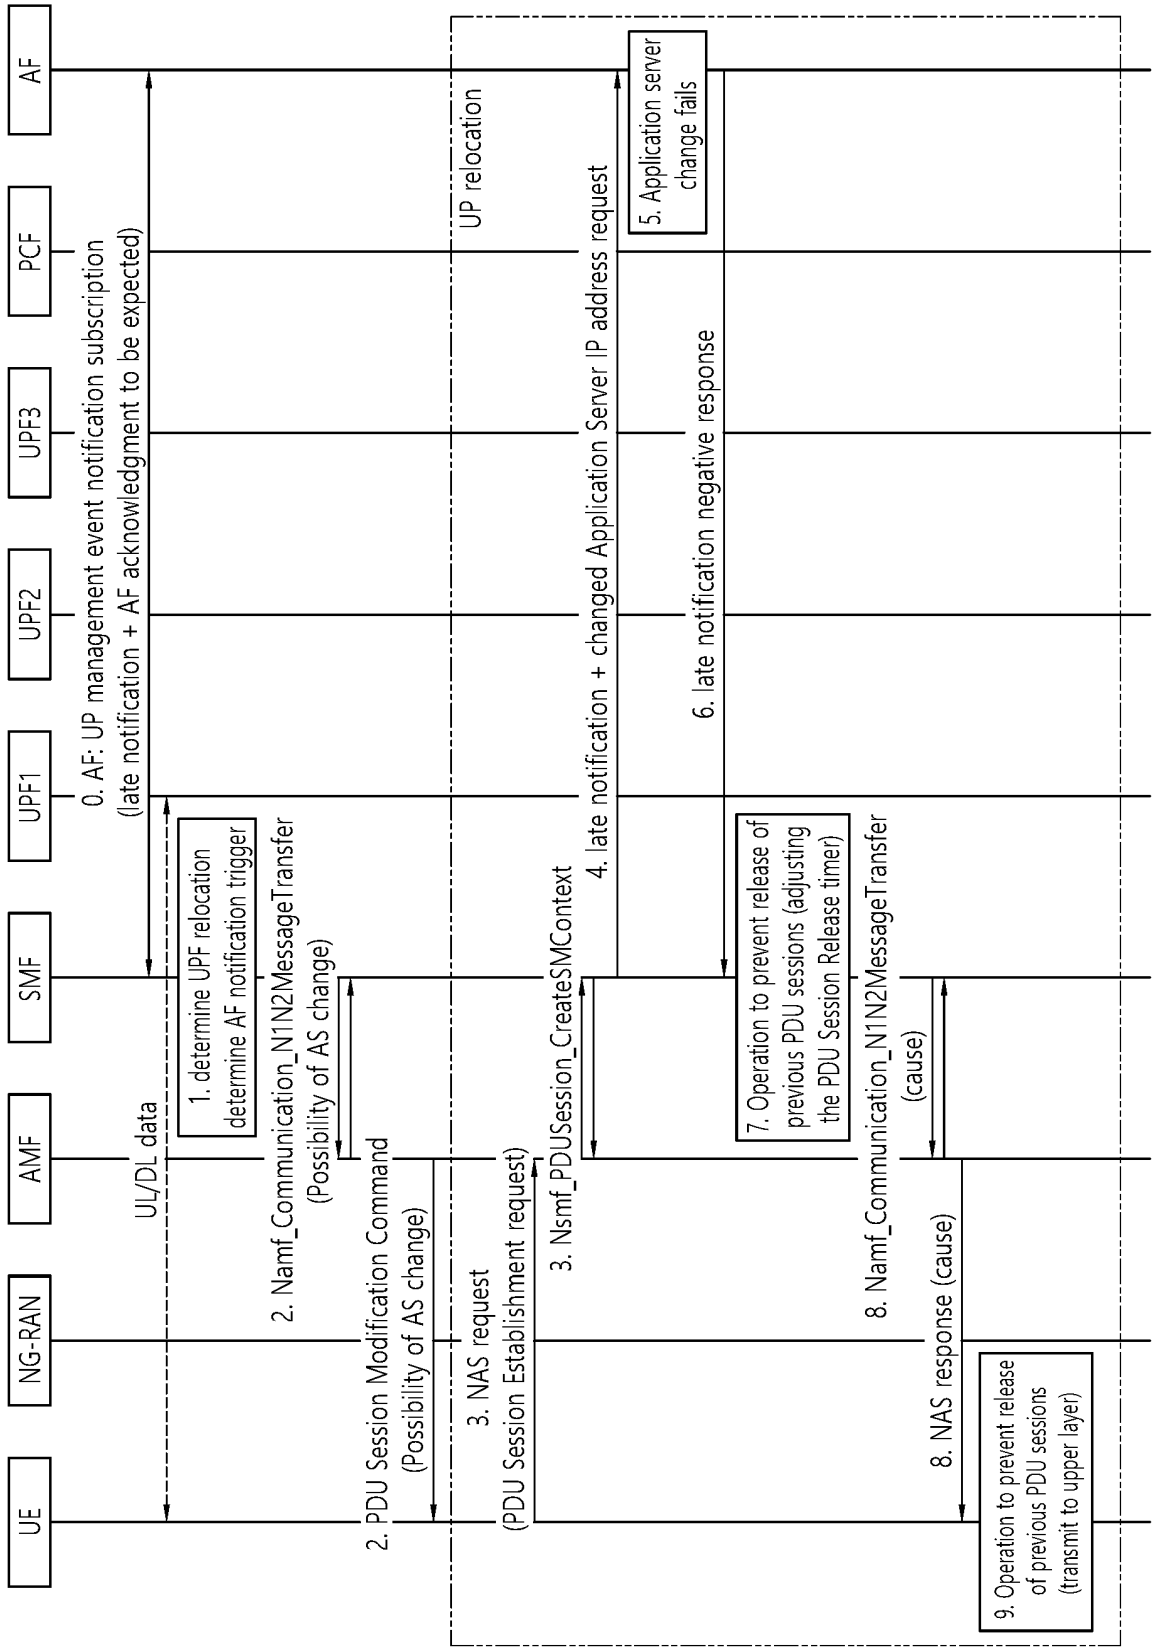 UE
NG-RAN
AMF
SMF
UPF1
UPF2
UPF3
PCF
AF
0. AF: UP management event notification subscription
(late notification + AF acknowledgment to be expected)
UL/DL data
1. determine UPF relocation
determine AF notification trigger
2. Namf_Communication_N1N2MessageTransfer
(Possibility of AS change)
2. PDU Session Modification Command
(Possibility of AS change)
UP relocation
3. NAS request
(PDU Session Establishment request)
3. Nsmf_PDUSession_CreateSMContext
4. late notification + changed Application Server IP address request
5. Application server
change fails
6. late notification negative response
7. Operation to prevent release of
previous PDU sessions (adjusting
the PDU Session Release timer)
8. Namf_Communication_N1N2MessageTransfer
(cause)
8. NAS response (cause)
9. Operation to prevent release
of previous PDU sessions
(transmit to upper layer)